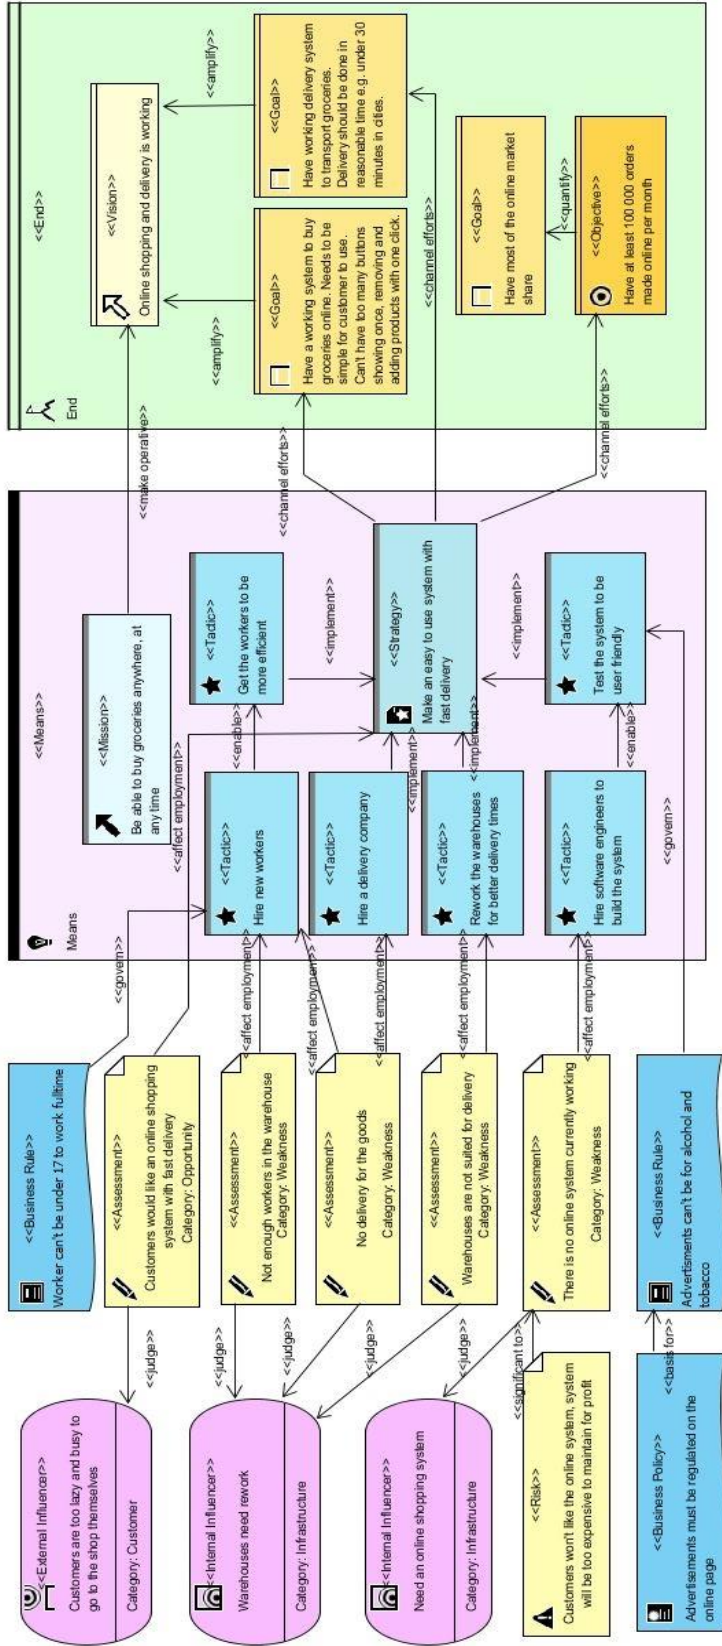 <<External Influencer>>
Customers are too lazy and busy to
go to the shop themselves
Category: Customer
<<Internal Influencer>>
Warehouses need rework
Category: Infrastructure
<<Internal Influencer>>
Need an online shopping system
Category: Infrastructure
<<Risk>>
Customers won't like the online system, system
will be too expensive to maintain for profit
<<Business Policy>>
Advertisements must be regulated on the
online page
<<judge>>
<<judge>>
<<judge>>
<<judge>>
<<judge>>
<<significant to>>
<<basis for>>
<<Business Rule>>
Worker can't be under 17 to work fulltime
<<Assessment>>
Customers would like an online shopping
system with fast delivery
Category: Opportunity
<<Assessment>>
Not enough workers in the warehouse
Category: Weakness
<<Assessment>>
No delivery for the goods
Category: Weakness
<<Assessment>>
Warehouses are not suited for delivery
Category: Weakness
<<Assessment>>
There is no online system currently working
Category: Weakness
<<Business Rule>>
Advertisments can't be for alcohol and
tobacco
<<govern>>
<<affect employment>>
<<affect employment>>
<<affect employment>>
<<affect employment>>
<<affect employment>>
<<affect employment>>
<<govern>>
<<Means>>
Means
<<Mission>>
Be able to buy groceries anywhere, at
any time
<<Tactic>>
Hire new workers
<<Tactic>>
Hire a delivery company
<<Tactic>>
Rework the warehouses
for better delivery times
<<Tactic>>
Hire software engineers to
build the system
<<enable>>
<<implement>>
<<implement>>
<<enable>>
<<Tactic>>
Get the workers to be
more efficient
<<implement>>
<<Strategy>>
Make an easy to use system with
fast delivery
<<implement>>
<<Tactic>>
Test the system to be
user friendly
<<make operative>>
<<channel efforts>>
<<channel efforts>>
<<channel efforts>>
<<End>>
End
<<Vision>>
Online shopping and delivery is working
<<amplify>>
<<amplify>>
<<Goal>>
Have a working system to buy
groceries online. Needs to be
simple for customer to use.
Can't have too many buttons
showing once, removing and
adding products with one click.
<<Goal>>
Have working delivery system
to transport groceries.
Delivery should be done in
reasonable time e.g. under 30
minutes in cities.
<<Goal>>
Have most of the online market
share
<<quantify>>
<<Objective>>
Have at least 100 000 orders
made online per month